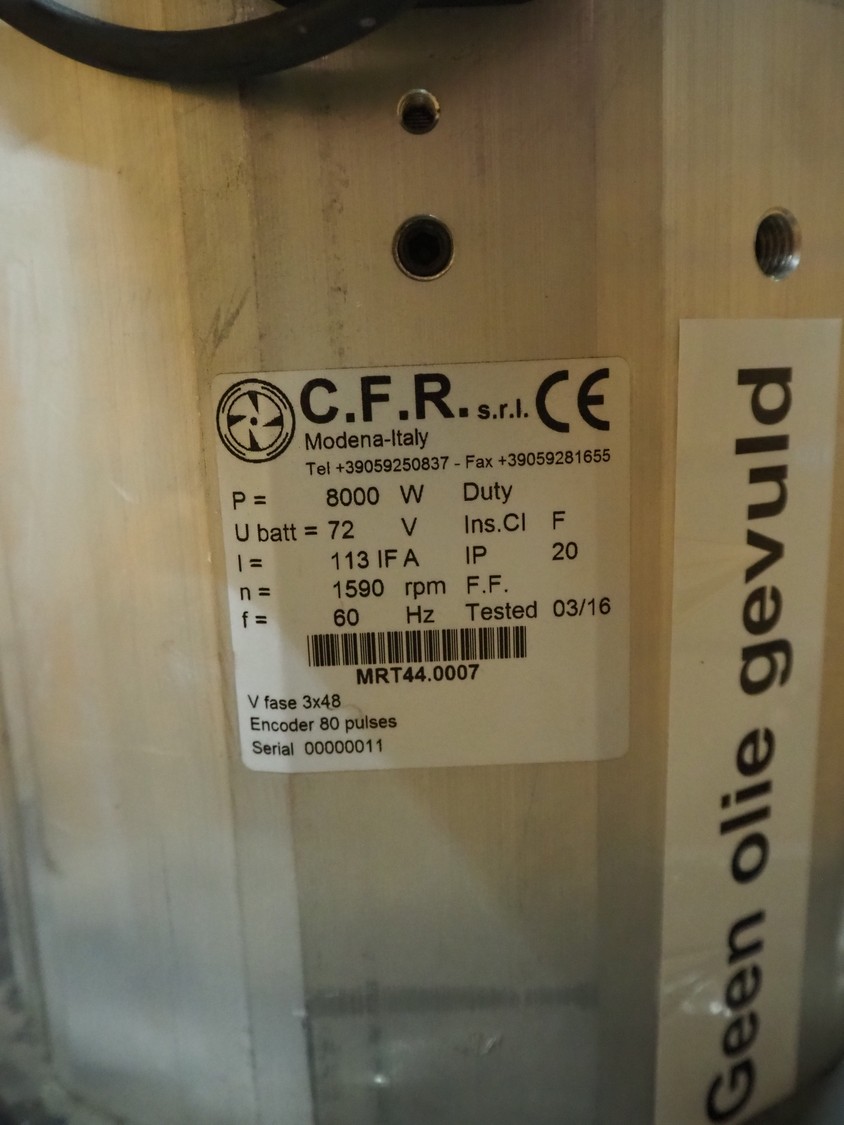 C.F.R. s.r.l. CE
Modena-Italy
Tel +39059250837 - Fax +39059281655
P = 8000 W Duty
U batt = 72 V Ins.Cl F
I = 113 IF A IP 20
n = 1590 rpm F.F.
f = 60 Hz Tested 03/16
MRT44.0007
V fase 3x48
Encoder 80 pulses
Serial 00000011
Geen olie gevuld